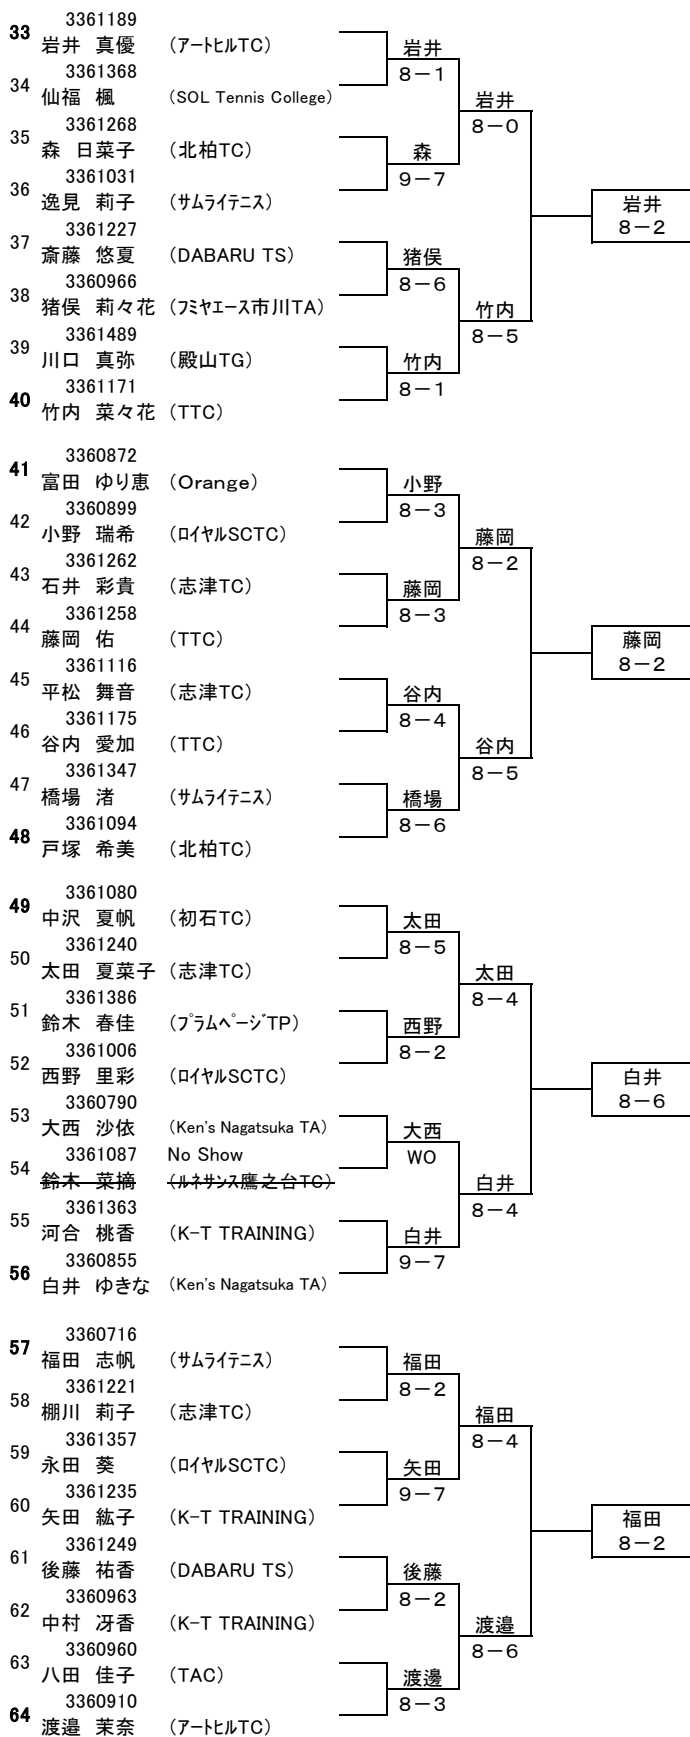 3361189
33 岩井 真優 (アートヒルTC)
岩井
8－1
3361368
34 仙福 楓 (SOL Tennis College)
岩井
8－0
3361268
35 森 日菜子 (北柏TC)
森
9－7
3361031
36 逸見 莉子 (サムライテニス)
岩井
8－2
3361227
37 斎藤 悠夏 (DABARU TS)
猪俣
8－6
3360966
38 猪俣 莉々花 (フミヤエース市川TA)
竹内
8－5
3361489
39 川口 真弥 (殿山TG)
竹内
8－1
3361171
40 竹内 菜々花 (TTC)
3360872
41 富田 ゆり恵 (Orange)
小野
8－3
3360899
42 小野 瑞希 (ロイヤルSCTC)
藤岡
8－2
3361262
43 石井 彩貴 (志津TC)
藤岡
8－3
3361258
44 藤岡 佑 (TTC)
藤岡
8－2
3361116
45 平松 舞音 (志津TC)
谷内
8－4
3361175
46 谷内 愛加 (TTC)
谷内
8－5
3361347
47 橋場 渚 (サムライテニス)
橋場
8－6
3361094
48 戸塚 希美 (北柏TC)
3361080
49 中沢 夏帆 (初石TC)
太田
8－5
3361240
50 太田 夏菜子 (志津TC)
太田
8－4
3361386
51 鈴木 春佳 (プラムページTP)
西野
8－2
3361006
52 西野 里彩 (ロイヤルSCTC)
白井
8－6
3360790
53 大西 沙依 (Ken's Nagatsuka TA)
大西
WO
3361087 No Show
54 鈴木 菜摘 (ルネサンス鷹之台TC)
白井
8－4
3361363
55 河合 桃香 (K-T TRAINING)
白井
9－7
3360855
56 白井 ゆきな (Ken's Nagatsuka TA)
3360716
57 福田 志帆 (サムライテニス)
福田
8－2
3361221
58 棚川 莉子 (志津TC)
福田
8－4
3361357
59 永田 葵 (ロイヤルSCTC)
矢田
9－7
3361235
60 矢田 紘子 (K-T TRAINING)
福田
8－2
3361249
61 後藤 祐香 (DABARU TS)
後藤
8－2
3360963
62 中村 冴香 (K-T TRAINING)
渡邉
8－6
3360960
63 八田 佳子 (TAC)
渡邊
8－3
3360910
64 渡邉 茉奈 (アートヒルTC)